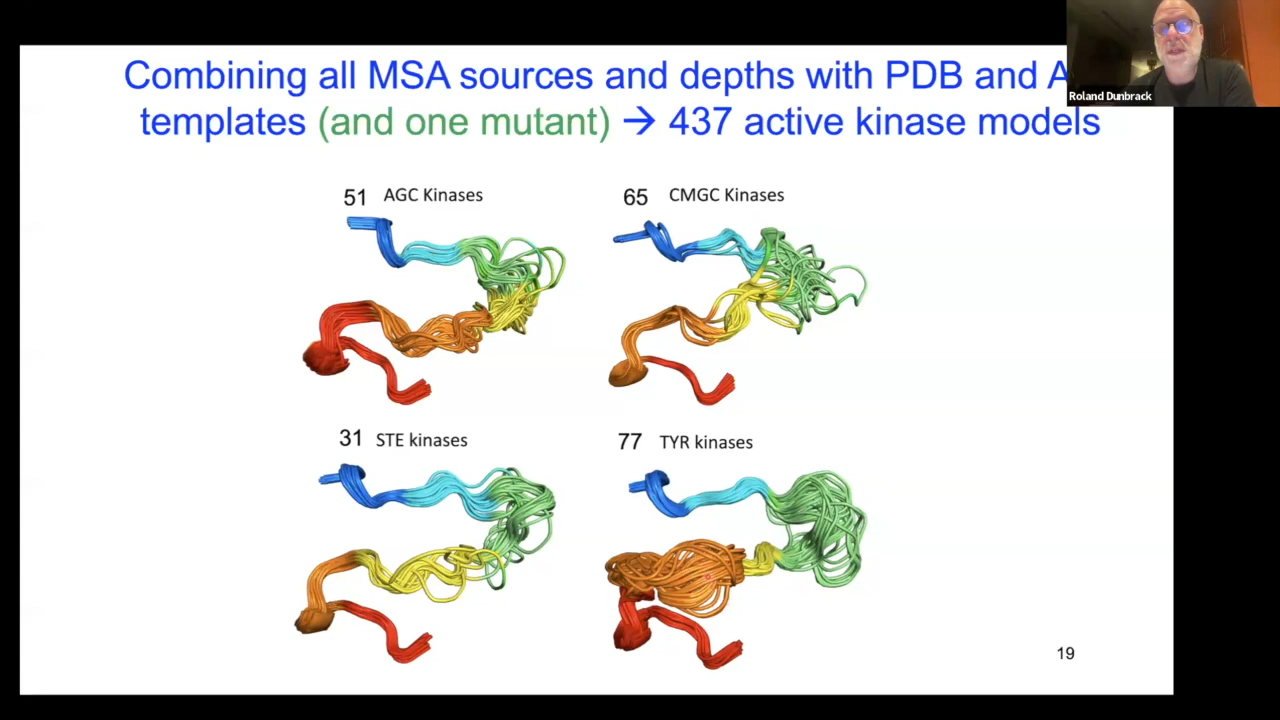 Combining all MSA sources and depths with PDB and A
templates (and one mutant) → 437 active kinase models
Roland Dunbrack
51 AGC Kinases
65 CMGC Kinases
31 STE kinases
77 TYR kinases
19